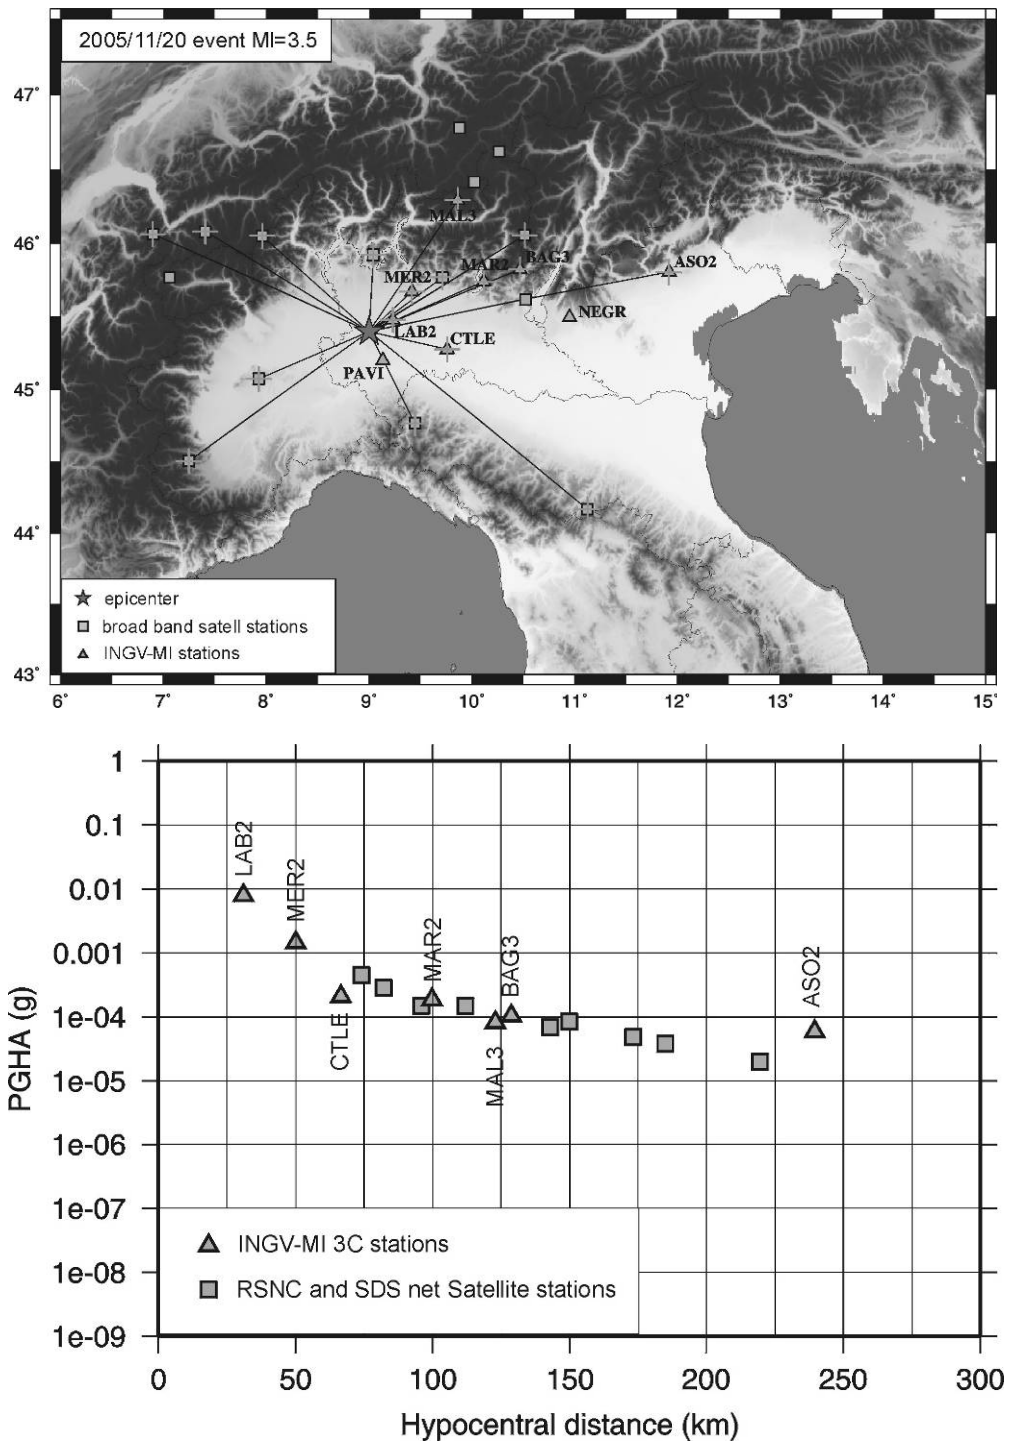 2005/11/20 event Ml=3.5
47°
46°
45°
44°
43°
MAL3
MER2
MAR2
BAG3
ASO2
NEGR
LAB2
CTLE
PAVI
epicenter
broad band satell stations
INGV-MI stations
6° 7° 8° 9° 10° 11° 12° 13° 14° 15°
1
0.1
0.01
0.001
1e-04
1e-05
1e-06
1e-07
1e-08
1e-09
PGHA (g)
LAB2
MER2
CTLE
MAR2
MAL3
BAG3
ASO2
INGV-MI 3C stations
RSNC and SDS net Satellite stations
0 50 100 150 200 250 300
Hypocentral distance (km)